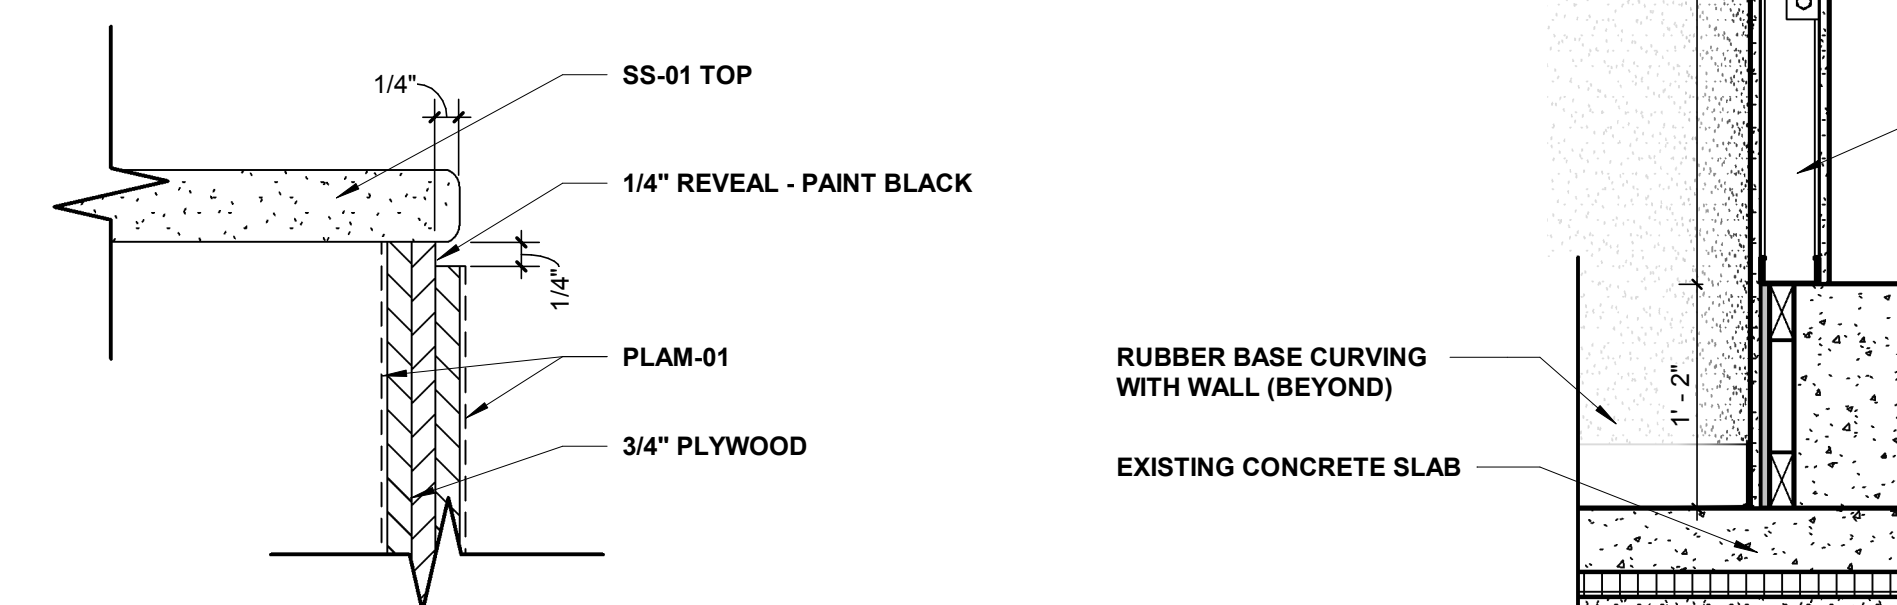 1/4"
SS-01 TOP
1/4" REVEAL - PAINT BLACK
1/4"
PLAM-01
3/4" PLYWOOD
RUBBER BASE CURVING
WITH WALL (BEYOND)
1' - 2"
EXISTING CONCRETE SLAB